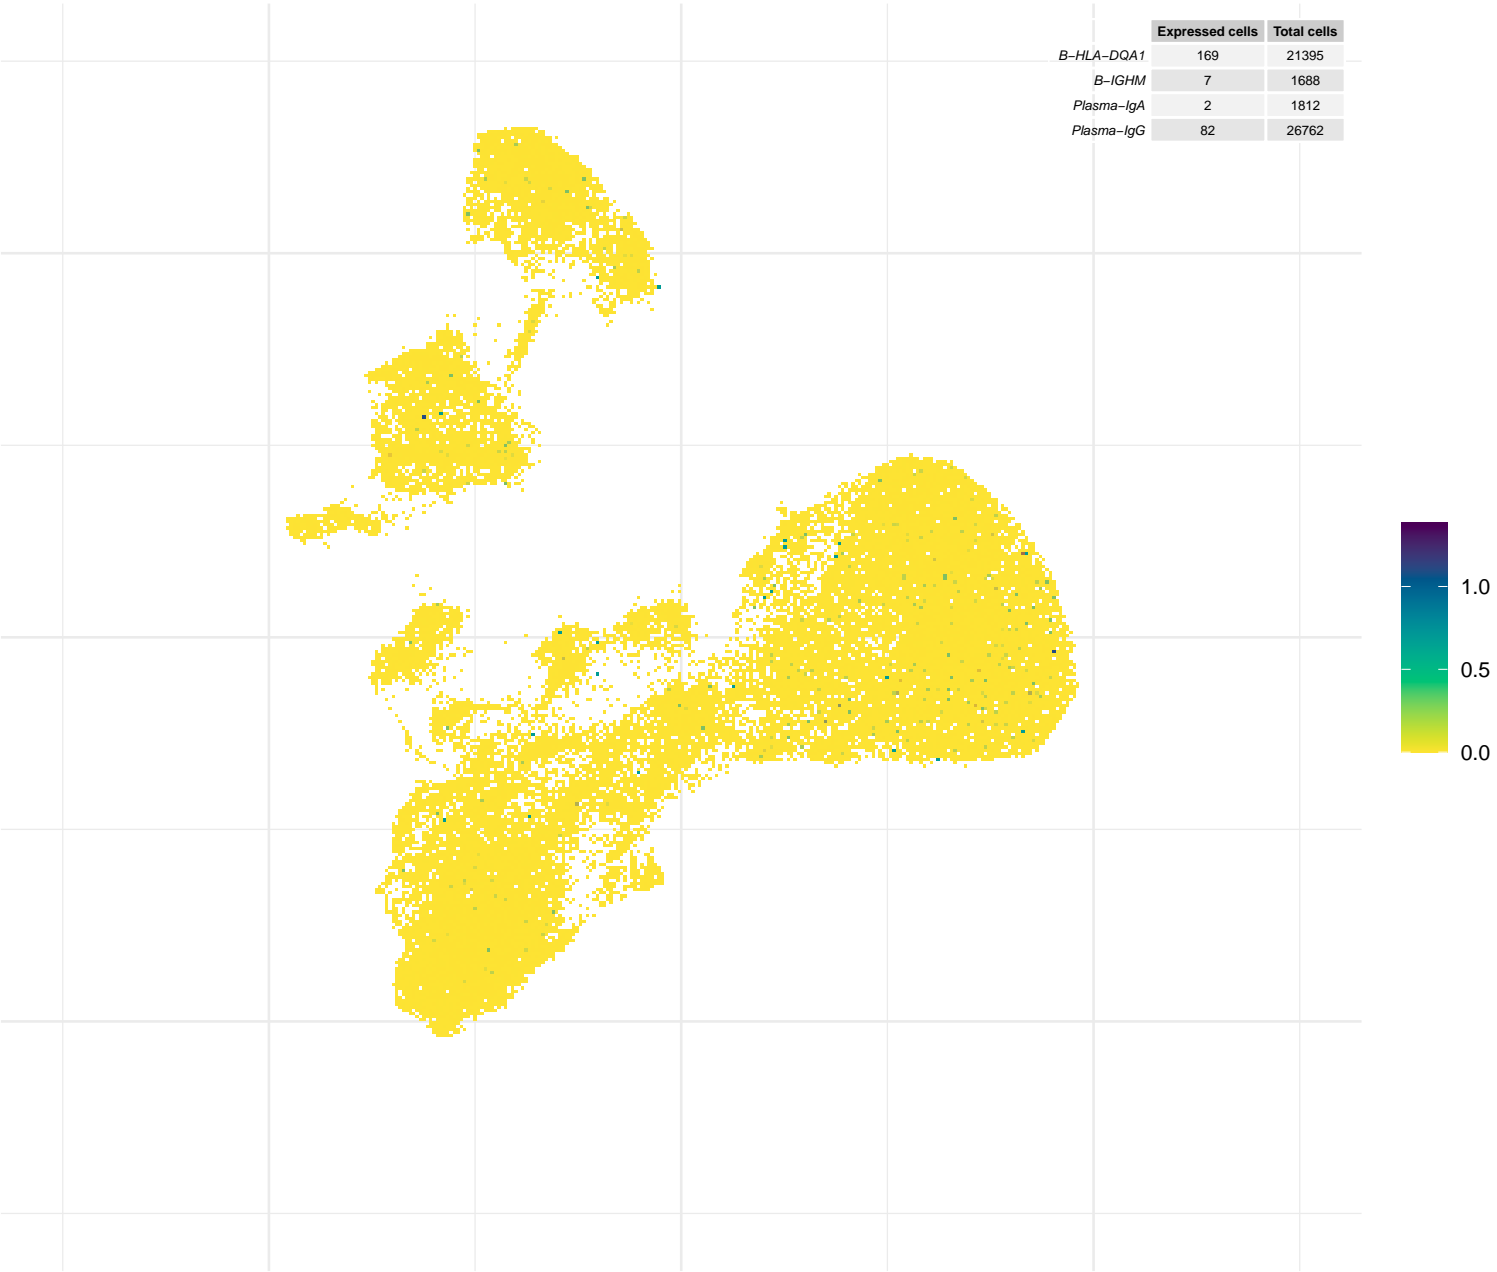 Expressed cells Total cells
B−HLA−DQA1 169 21395
B−IGHM 7 1688
Plasma−IgA 2 1812
Plasma−IgG 82 26762
1.0
0.5
0.0